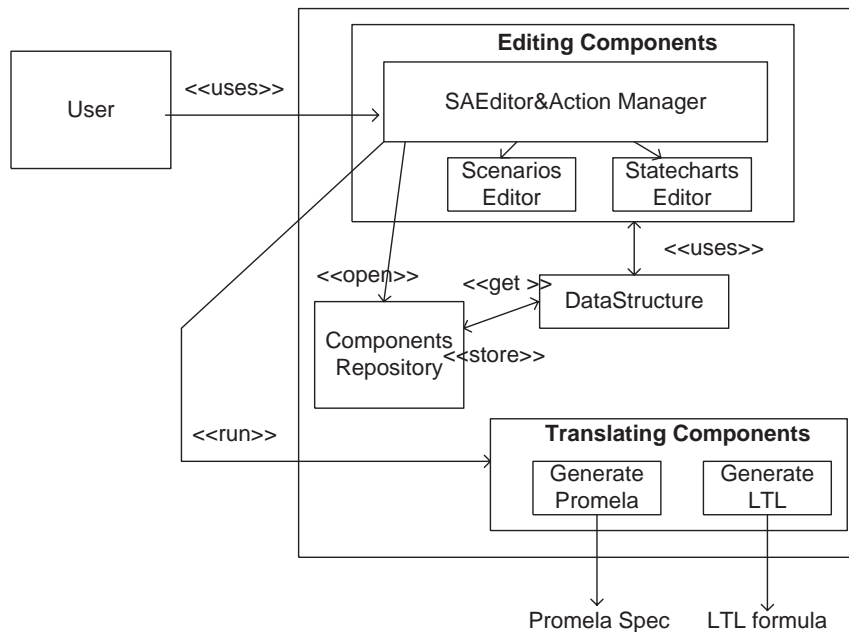 Editing Components
User
<<uses>>
SAEditor&Action Manager
Scenarios
Editor
Statecharts
Editor
<<uses>>
<<open>>
<<get >>
DataStructure
Components
Repository
<<store>>
<<run>>
Translating Components
Generate
Promela
Generate
LTL
Promela Spec
LTL formula